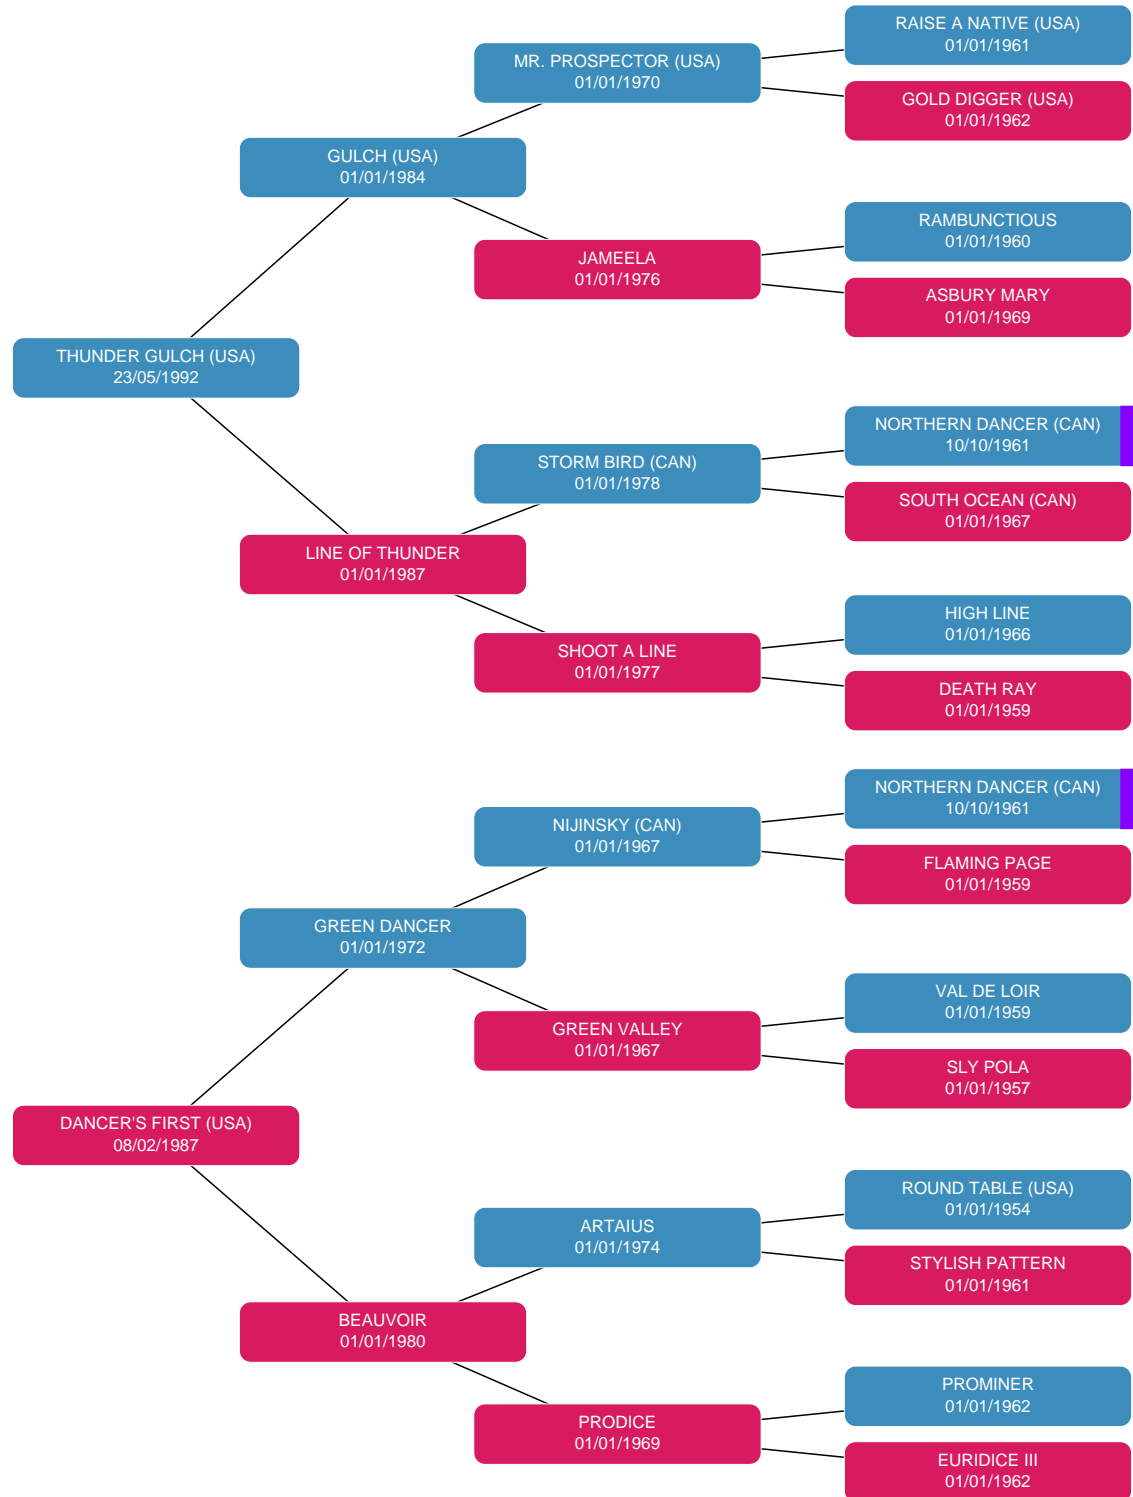 RAISE A NATIVE (USA)
01/01/1961
MR. PROSPECTOR (USA)
01/01/1970
GOLD DIGGER (USA)
01/01/1962
GULCH (USA)
01/01/1984
RAMBUNCTIOUS
01/01/1960
JAMEELA
01/01/1976
ASBURY MARY
01/01/1969
THUNDER GULCH (USA)
23/05/1992
NORTHERN DANCER (CAN)
10/10/1961
STORM BIRD (CAN)
01/01/1978
SOUTH OCEAN (CAN)
01/01/1967
LINE OF THUNDER
01/01/1987
HIGH LINE
01/01/1966
SHOOT A LINE
01/01/1977
DEATH RAY
01/01/1959
NORTHERN DANCER (CAN)
10/10/1961
NIJINSKY (CAN)
01/01/1967
FLAMING PAGE
01/01/1959
GREEN DANCER
01/01/1972
VAL DE LOIR
01/01/1959
GREEN VALLEY
01/01/1967
SLY POLA
01/01/1957
DANCER'S FIRST (USA)
08/02/1987
ROUND TABLE (USA)
01/01/1954
ARTAIUS
01/01/1974
STYLISH PATTERN
01/01/1961
BEAUVOIR
01/01/1980
PROMINER
01/01/1962
PRODICE
01/01/1969
EURIDICE III
01/01/1962